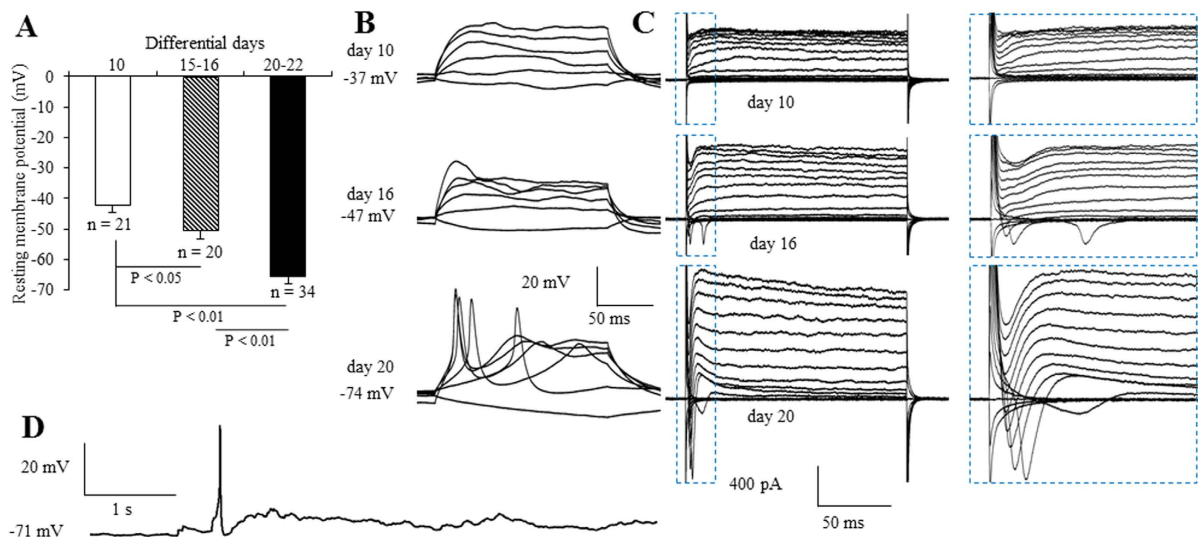 A
Differential days
10 15-16 20-22
Resting membrane potential (mV)
0
-10
-20
-30
-40
-50
-60
-70
n = 21
n = 20
n = 34
P < 0.05
P < 0.01
P < 0.01
B
day 10
-37 mV
day 16
-47 mV
day 20
-74 mV
20 mV
50 ms
C
day 10
day 16
day 20
400 pA
50 ms
D
20 mV
1 s
-71 mV